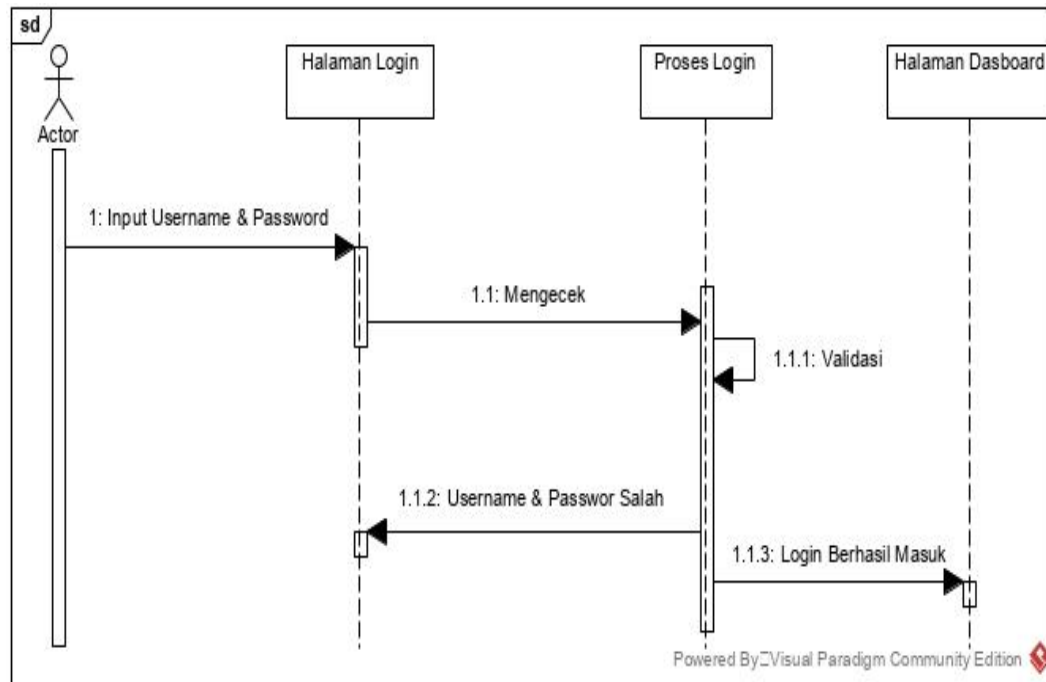 sd
Halaman Login
Proses Login
Halaman Dasboard
Actor
1: Input Username & Password
1.1: Mengecek
1.1.1: Validasi
1.1.2: Username & Passwor Salah
1.1.3: Login Berhasil Masuk
Powered By Visual Paradigm Community Edition